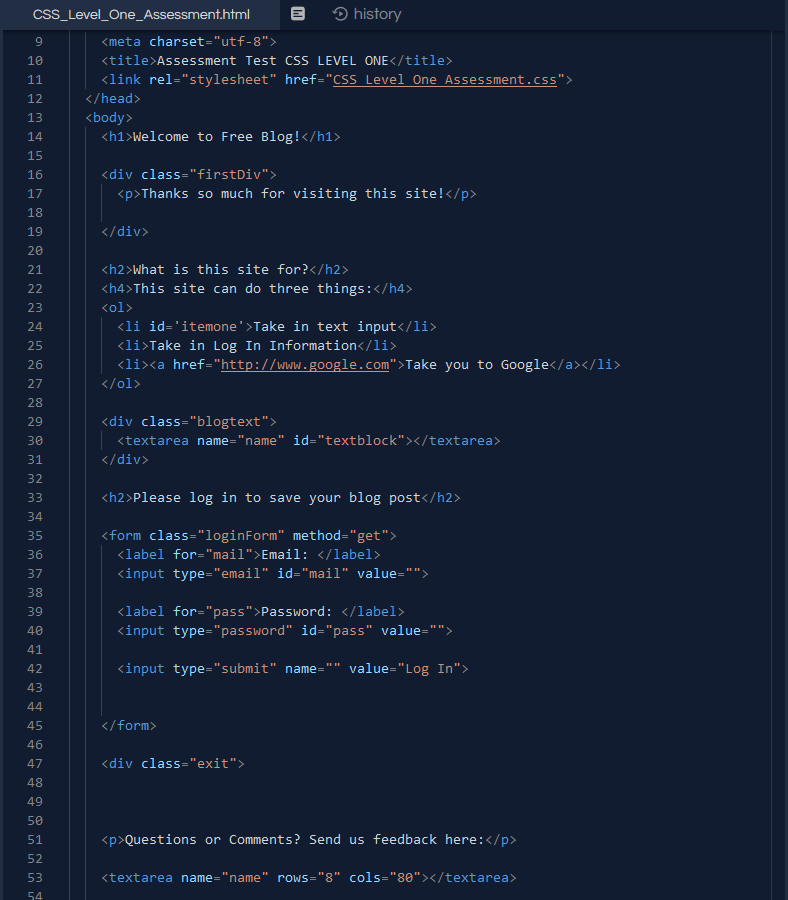 CSS_Level_One_Assessment.html history
9 <meta charset="utf-8">
10 <title>Assessment Test CSS LEVEL ONE</title>
11 <link rel="stylesheet" href="CSS_Level_One_Assessment.css">
12 </head>
13 <body>
14 <h1>Welcome to Free Blog!</h1>
15
16 <div class="firstDiv">
17 <p>Thanks so much for visiting this site!</p>
18
19 </div>
20
21 <h2>What is this site for?</h2>
22 <h4>This site can do three things:</h4>
23 <ol>
24 <li id='itemone'>Take in text input</li>
25 <li>Take in Log In Information</li>
26 <li><a href="http://www.google.com">Take you to Google</a></li>
27 </ol>
28
29 <div class="blogtext">
30 <textarea name="name" id="textblock"></textarea>
31 </div>
32
33 <h2>Please log in to save your blog post</h2>
34
35 <form class="loginForm" method="get">
36 <label for="mail">Email: </label>
37 <input type="email" id="mail" value="">
38
39 <label for="pass">Password: </label>
40 <input type="password" id="pass" value="">
41
42 <input type="submit" name="" value="Log In">
43
44
45 </form>
46
47 <div class="exit">
48
49
50
51 <p>Questions or Comments? Send us feedback here:</p>
52
53 <textarea name="name" rows="8" cols="80"></textarea>
54